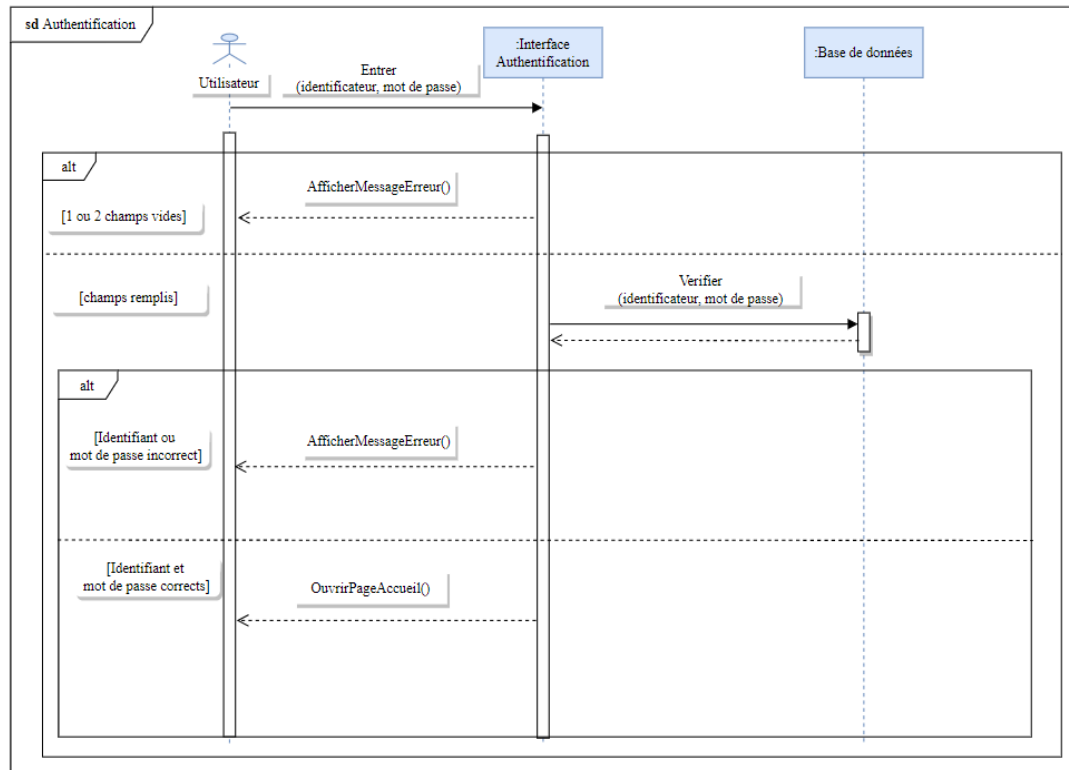 sd Authentification
:Interface
Authentification
:Base de données
Utilisateur
Entrer
(identificateur, mot de passe)
alt
AfficherMessageErreur()
[1 ou 2 champs vides]
[champs remplis]
Verifier
(identificateur, mot de passe)
alt
[Identifiant ou
mot de passe incorrect]
AfficherMessageErreur()
[Identifiant et
mot de passe corrects]
OuvrirPageAccueil()